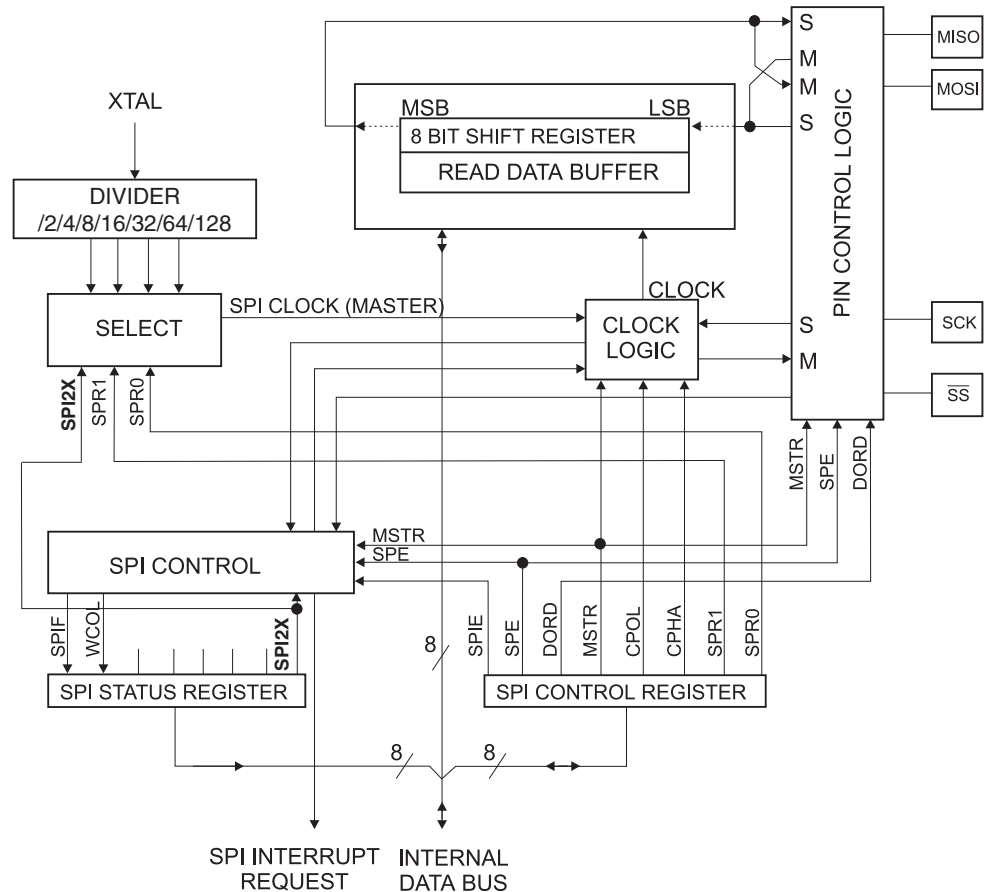 S
MISO
M
M
MOSI
S
PIN CONTROL LOGIC
XTAL
MSB
LSB
8 BIT SHIFT REGISTER
READ DATA BUFFER
DIVIDER
/2/4/8/16/32/64/128
SPI CLOCK (MASTER)
CLOCK
SELECT
CLOCK
LOGIC
S
M
SCK
SS
SPI2X
SPR1
SPR0
MSTR
SPE
DORD
MSTR
SPE
SPI CONTROL
SPIF
WCOL
SPI2X
8
SPIE
SPE
DORD
MSTR
CPOL
CPHA
SPR1
SPR0
SPI STATUS REGISTER
SPI CONTROL REGISTER
8
8
SPI INTERRUPT
REQUEST
INTERNAL
DATA BUS